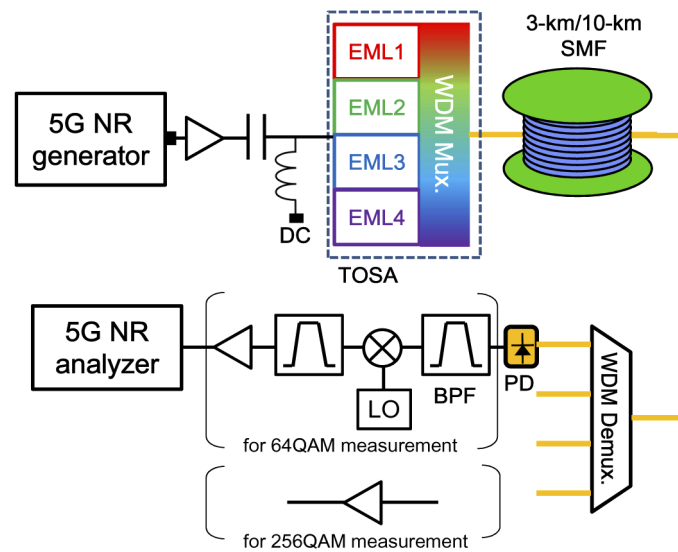 3-km/10-km
SMF
EML1
EML2
EML3
EML4
WDM Mux.
5G NR
generator
DC
TOSA
5G NR
analyzer
LO
BPF
PD
WDM Demux.
for 64QAM measurement
for 256QAM measurement